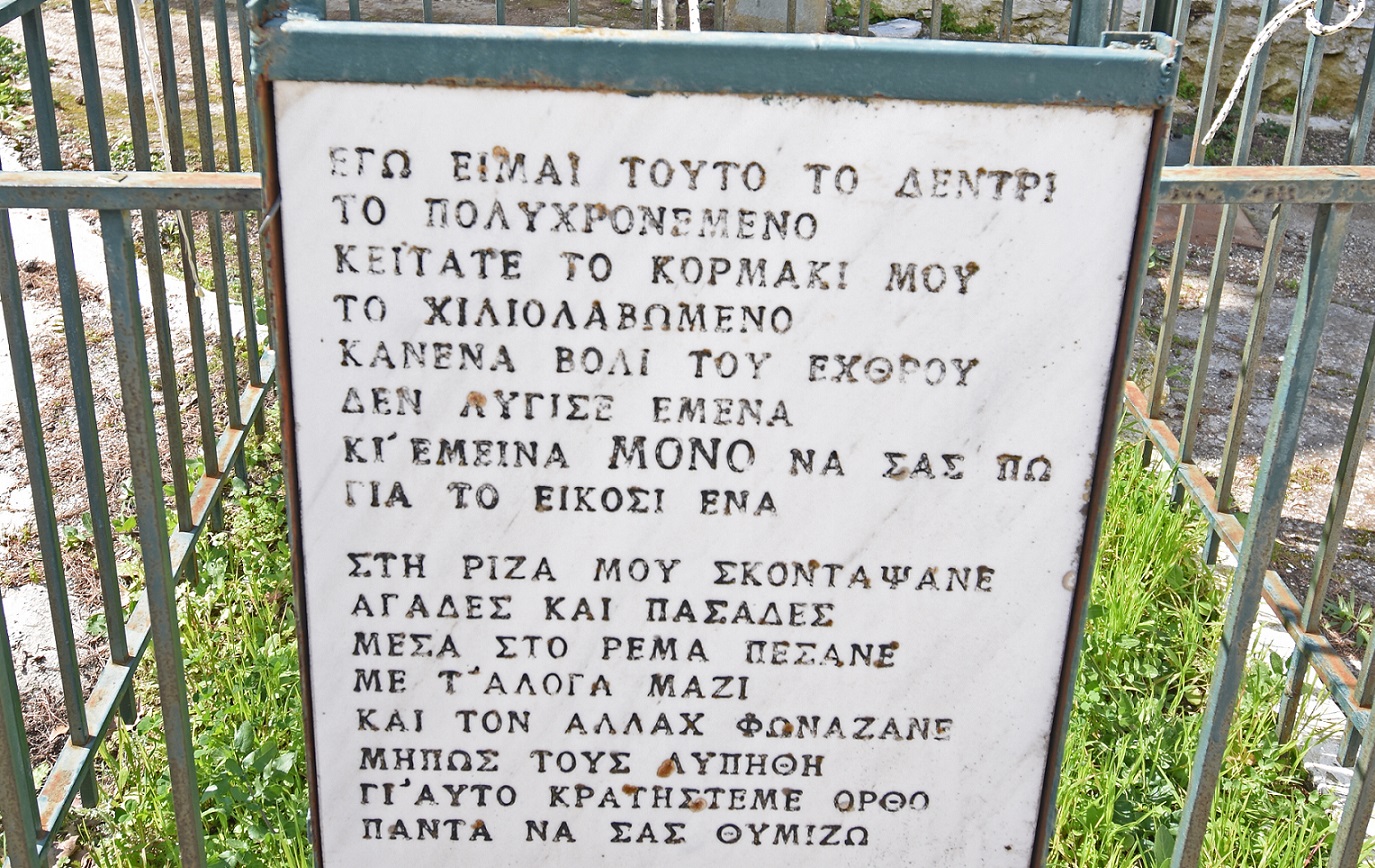 ΕΓΩ ΕΙΜΑΙ ΤΟΥΤΟ ΤΟ ΔΕΝΤΡΙ
ΤΟ ΠΟΛΥΧΡΟΝΕΜΕΝΟ
ΚΕΙΤΑΤΕ ΤΟ ΚΟΡΜΑΚΙ ΜΟΥ
ΤΟ ΧΙΛΙΟΛΑΒΩΜΕΝΟ
ΚΑΝΕΝΑ ΒΟΛΙ ΤΟΥ ΕΧΘΡΟΥ
ΔΕΝ ΛΥΓΙΣΕ ΕΜΕΝΑ
ΚΙ΄ΕΜΕΙΝΑ ΜΟΝΟ ΝΑ ΣΑΣ ΠΩ
ΓΙΑ ΤΟ ΕΙΚΟΣΙ ΕΝΑ
ΣΤΗ ΡΙΖΑ ΜΟΥ ΣΚΟΝΤΑΨΑΝΕ
ΑΓΑΔΕΣ ΚΑΙ ΠΑΣΑΔΕΣ
ΜΕΣΑ ΣΤΟ ΡΕΜΑ ΠΕΣΑΝΕ
ΜΕ Τ΄ΑΛΟΓΑ ΜΑΖΙ
ΚΑΙ ΤΟΝ ΑΛΛΑΧ ΦΩΝΑΖΑΝΕ
ΜΗΠΩΣ ΤΟΥΣ ΛΥΠΗΘΗ
ΓΙ΄ΑΥΤΟ ΚΡΑΤΗΣΤΕΜΕ ΟΡΘΟ
ΠΑΝΤΑ ΝΑ ΣΑΣ ΘΥΜΙΖΩ